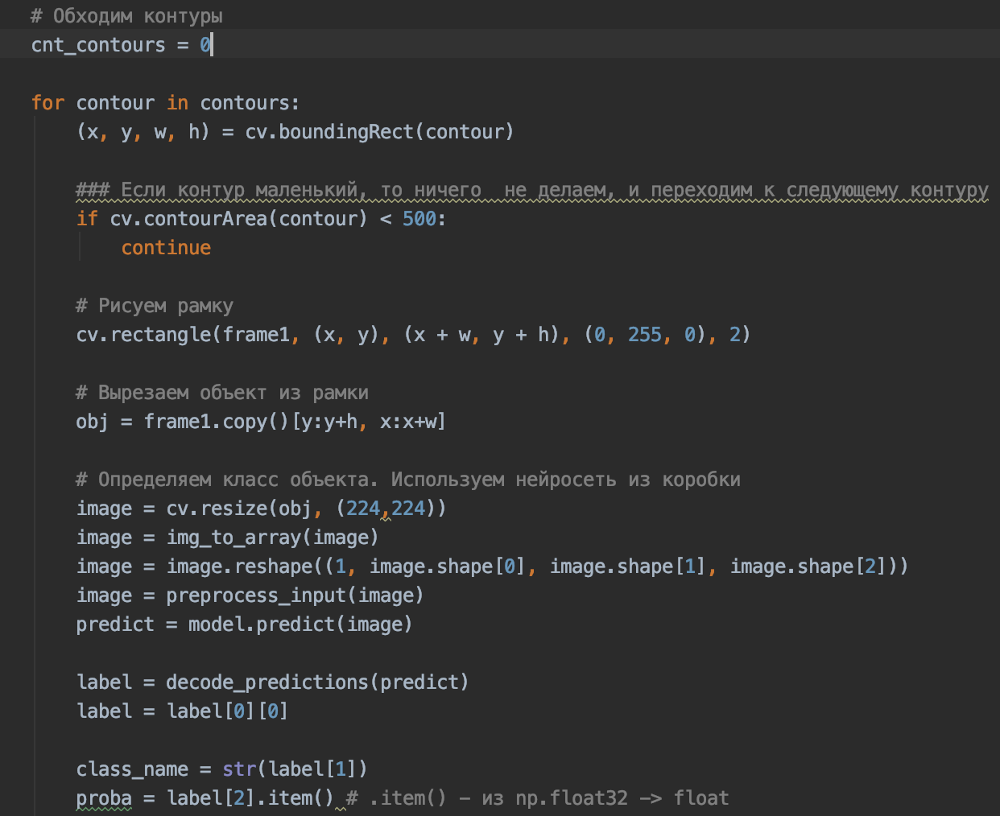 # Обходим контуры
cnt_contours = 0
for contour in contours:
(x, y, w, h) = cv.boundingRect(contour)
### Если контур маленький, то ничего  не делаем, и переходим к следующему контуру
if cv.contourArea(contour) < 500:
continue
# Рисуем рамку
cv.rectangle(frame1, (x, y), (x + w, y + h), (0, 255, 0), 2)
# Вырезаем объект из рамки
obj = frame1.copy()[y:y+h, x:x+w]
# Определяем класс объекта. Используем нейросеть из коробки
image = cv.resize(obj, (224,224))
image = img_to_array(image)
image = image.reshape((1, image.shape[0], image.shape[1], image.shape[2]))
image = preprocess_input(image)
predict = model.predict(image)
label = decode_predictions(predict)
label = label[0][0]
class_name = str(label[1])
proba = label[2].item() # .item() - из np.float32 -> float